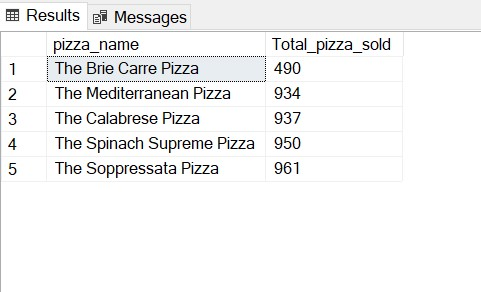 Results Messages
pizza_name Total_pizza_sold
1 The Brie Carre Pizza 490
2 The Mediterranean Pizza 934
3 The Calabrese Pizza 937
4 The Spinach Supreme Pizza 950
5 The Soppressata Pizza 961